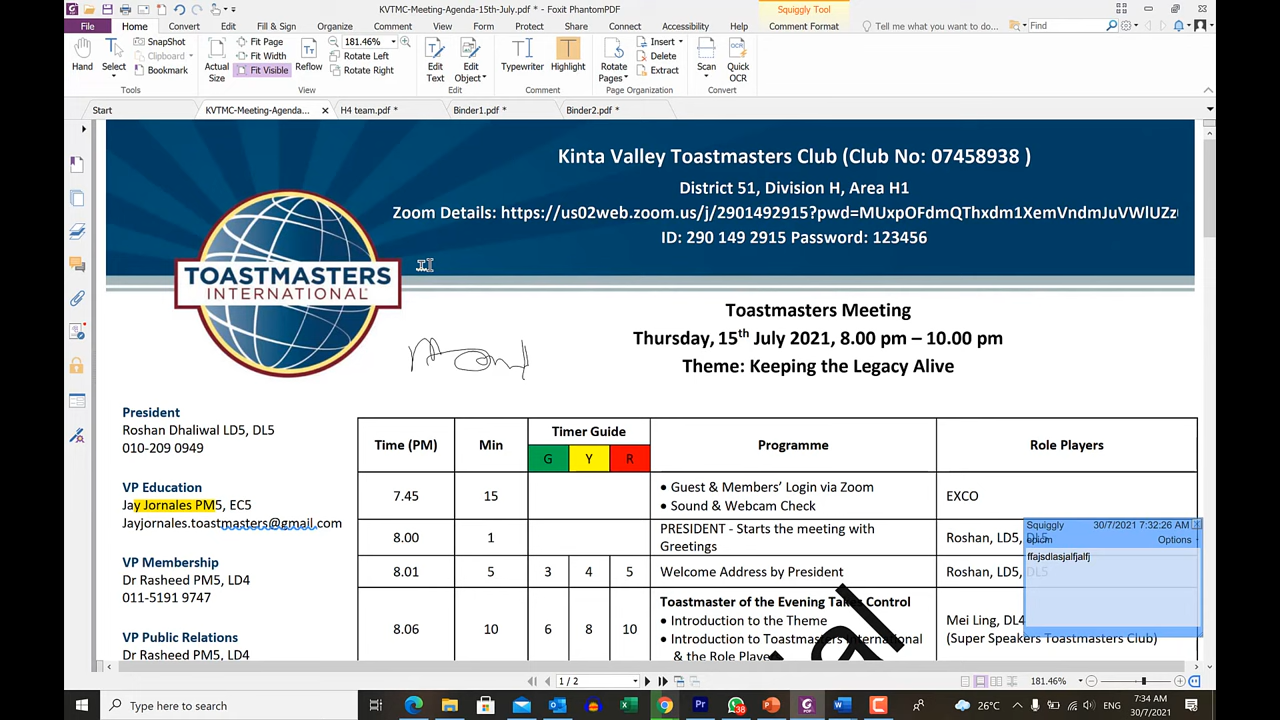 KVTMC-Meeting-Agenda-15th-July.pdf * - Foxit PhantomPDF
Squiggly Tool
File Home Convert Edit Fill & Sign Organize Comment View Form Protect Share Connect Accessibility Help Comment Format Tell me what you want to do... Find
Hand Select SnapShot Clipboard Bookmark
Tools
Actual Size Fit Page Fit Width Fit Visible Reflow 181.46% Rotate Left Rotate Right
View
Edit Text Edit Object
Edit
Typewriter Highlight
Comment
Rotate Pages Insert Delete Extract
Page Organization
Scan Quick OCR
Convert
Start KVTMC-Meeting-Agenda... H4 team.pdf * Binder1.pdf * Binder2.pdf *
Kinta Valley Toastmasters Club (Club No: 07458938 )
District 51, Division H, Area H1
Zoom Details: https://us02web.zoom.us/j/2901492915?pwd=MUxpOFdmQThxdm1XemVndmJuVWlUZz
ID: 290 149 2915 Password: 123456
TOASTMASTERS
INTERNATIONAL
Toastmasters Meeting
Thursday, 15th July 2021, 8.00 pm – 10.00 pm
Theme: Keeping the Legacy Alive
President
Roshan Dhaliwal LD5, DL5
010-209 0949
VP Education
Jay Jornales PM5, EC5
Jayjornales.toastmasters@gmail.com
VP Membership
Dr Rasheed PM5, LD4
011-5191 9747
VP Public Relations
Dr Rasheed PM5, LD4
Time (PM) Min Timer Guide Programme Role Players
G Y R
7.45 15 • Guest & Members' Login via Zoom EXCO
• Sound & Webcam Check
8.00 1 PRESIDENT - Starts the meeting with Greetings Roshan, LD5, DL5
8.01 5 3 4 5 Welcome Address by President Roshan, LD5, DL5
8.06 10 6 8 10 Toastmaster of the Evening Takes Control
• Introduction to the Theme Mei Ling, DL4
• Introduction to Toastmasters International (Super Speakers Toastmasters Club)
& the Role Player
Squiggly 30/7/2021 7:32:26 AM
Options
ffajsdlasjalfjalfj
1 / 2 181.46%
Type here to search
38
26°C
7:34 AM
30/7/2021